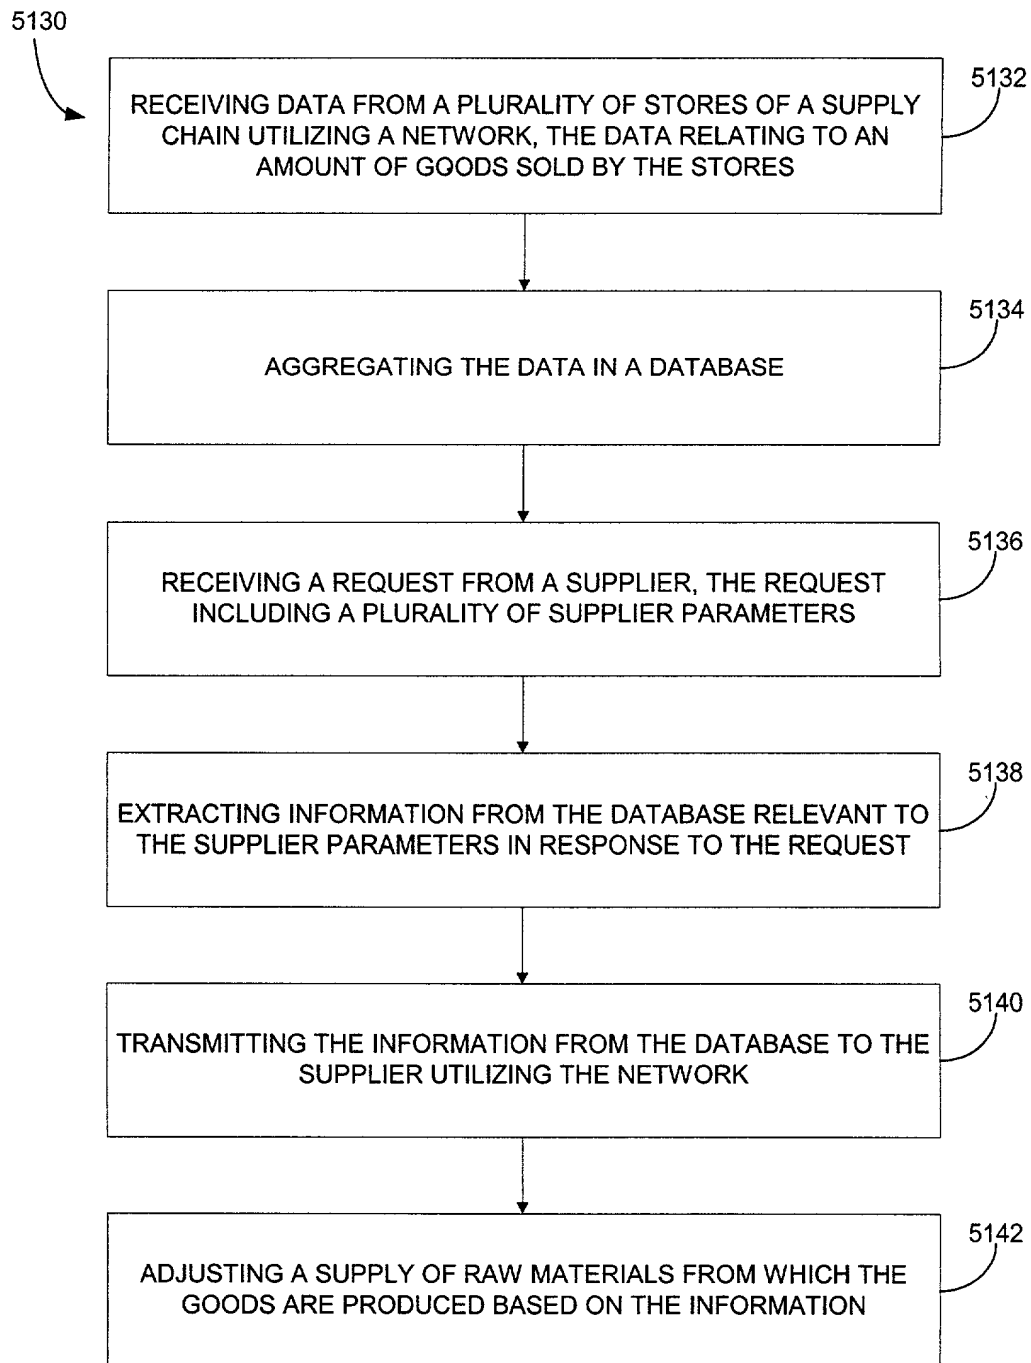 5130
5132
RECEIVING DATA FROM A PLURALITY OF STORES OF A SUPPLY
CHAIN UTILIZING A NETWORK, THE DATA RELATING TO AN
AMOUNT OF GOODS SOLD BY THE STORES
5134
AGGREGATING THE DATA IN A DATABASE
5136
RECEIVING A REQUEST FROM A SUPPLIER, THE REQUEST
INCLUDING A PLURALITY OF SUPPLIER PARAMETERS
5138
EXTRACTING INFORMATION FROM THE DATABASE RELEVANT TO
THE SUPPLIER PARAMETERS IN RESPONSE TO THE REQUEST
5140
TRANSMITTING THE INFORMATION FROM THE DATABASE TO THE
SUPPLIER UTILIZING THE NETWORK
5142
ADJUSTING A SUPPLY OF RAW MATERIALS FROM WHICH THE
GOODS ARE PRODUCED BASED ON THE INFORMATION